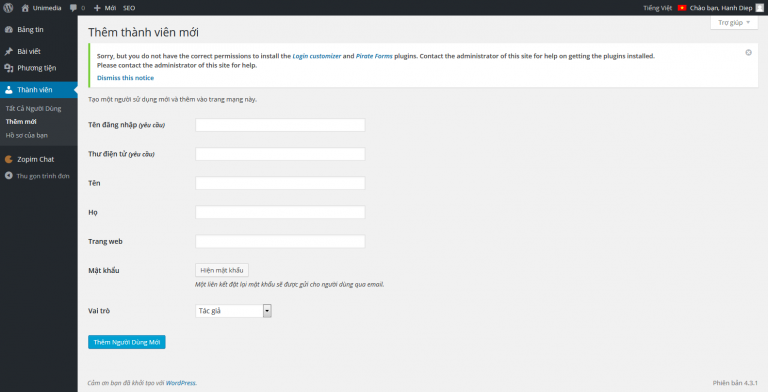 Unimedia 0 + Mới SEO Tiếng Việt Chào bạn, Hanh Diep
Trợ giúp
Bảng tin
Bài viết
Phương tiện
Thành viên
Tất Cả Người Dùng
Thêm mới
Hồ sơ của bạn
Zopim Chat
Thu gọn trình đơn
Thêm thành viên mới
Sorry, but you do not have the correct permissions to install the Login customizer and Pirate Forms plugins. Contact the administrator of this site for help on getting the plugins installed.
Please contact the administrator of this site for help.
Dismiss this notice
Tạo một người sử dụng mới và thêm vào trang mạng này.
Tên đăng nhập (yêu cầu)
Thư điện tử (yêu cầu)
Tên
Họ
Trang web
Mật khẩu Hiện mật khẩu
Một liên kết đặt lại mật khẩu sẽ được gửi cho người dùng qua email.
Vai trò Tác giả
Thêm Người Dùng Mới
Cảm ơn bạn đã khởi tạo với WordPress. Phiên bản 4.3.1